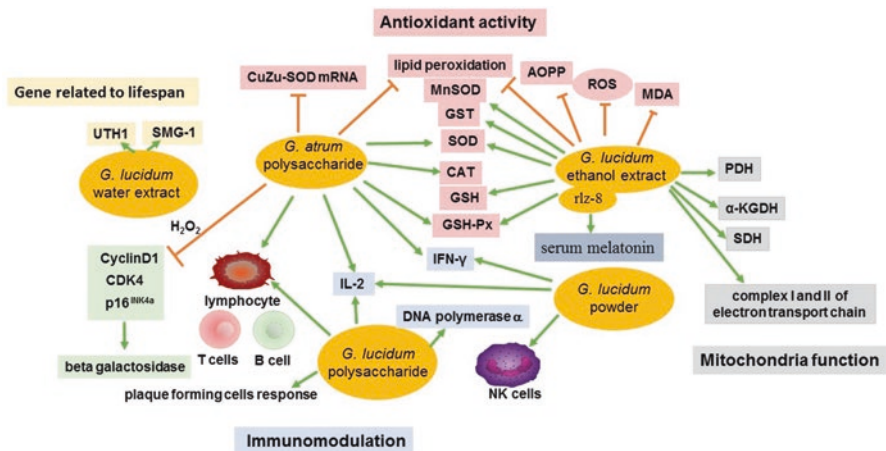 Antioxidant activity
lipid peroxidation
AOPP
ROS
MDA
CuZu-SOD mRNA
MnSOD
GST
SOD
CAT
GSH
GSH-Px
Gene related to lifespan
UTH1
SMG-1
G. lucidum
water extract
G. atrum
polysaccharide
G. lucidum
ethanol extract
rlz-8
PDH
α-KGDH
SDH
complex I and II of
electron transport chain
Mitochondria function
serum melatonin
H₂O₂
CyclinD1
CDK4
p16 INK4a
beta galactosidase
lymphocyte
T cells
B cell
IL-2
IFN-γ
DNA polymerase α
G. lucidum
powder
G. lucidum
polysaccharide
NK cells
plaque forming cells response
Immunomodulation